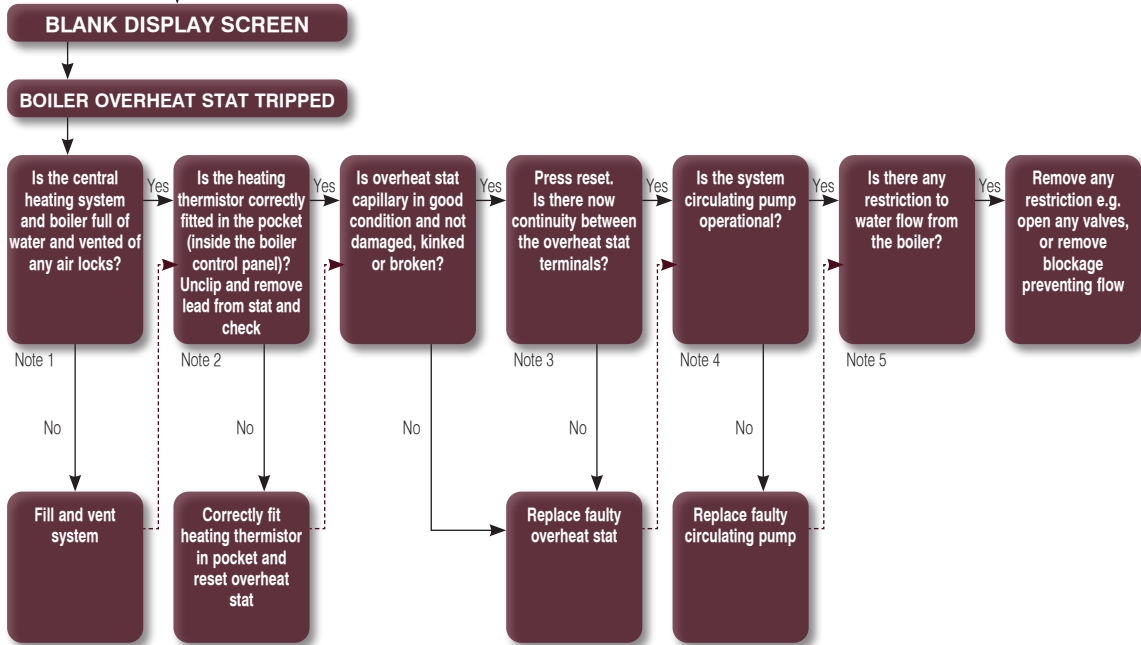 BLANK DISPLAY SCREEN
BOILER OVERHEAT STAT TRIPPED
Is the central
heating system
and boiler full of
water and vented of
any air locks?
Yes
Is the heating
thermistor correctly
fitted in the pocket
(inside the boiler
control panel)?
Unclip and remove
lead from stat and
check
Yes
Is overheat stat
capillary in good
condition and not
damaged, kinked
or broken?
Yes
Press reset.
Is there now
continuity between
the overheat stat
terminals?
Yes
Is the system
circulating pump
operational?
Yes
Is there any
restriction to
water flow from
the boiler?
Yes
Remove any
restriction e.g.
open any valves,
or remove
blockage
preventing flow
Note 1
Note 2
Note 3
Note 4
Note 5
No
No
No
No
No
Fill and vent
system
Correctly fit
heating thermistor
in pocket and
reset overheat
stat
Replace faulty
overheat stat
Replace faulty
circulating pump